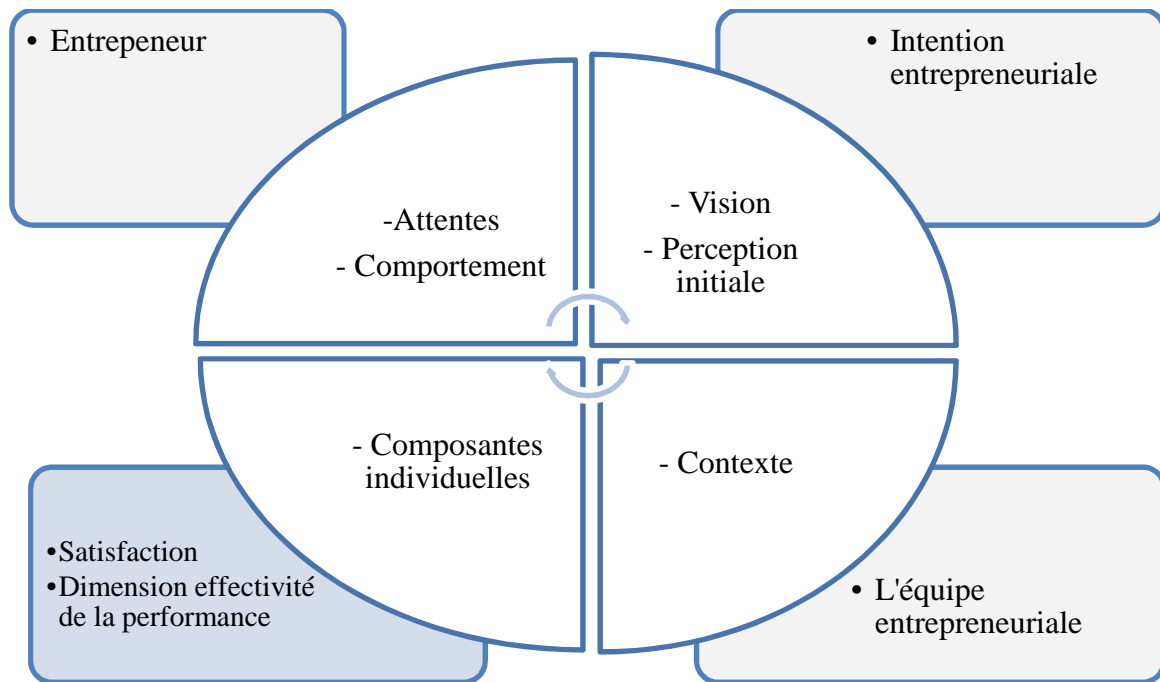 • Entrepeneur
• Intention
entrepreneuriale
-Attentes
- Comportement
- Vision
- Perception
initiale
- Composantes
individuelles
- Contexte
•Satisfaction
•Dimension effectivité
de la performance
• L'équipe
entrepreneuriale